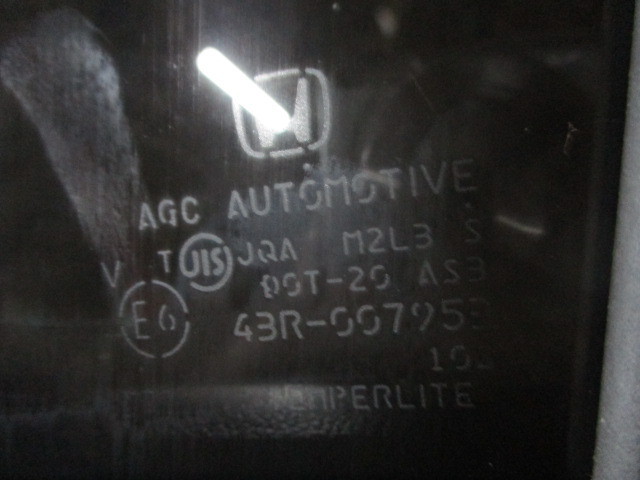 AGC AUTOMOTIVE
V T JIS JQA M2L3 S
DOT-20 AS3
E6 43R-007953
TEMPERLITE